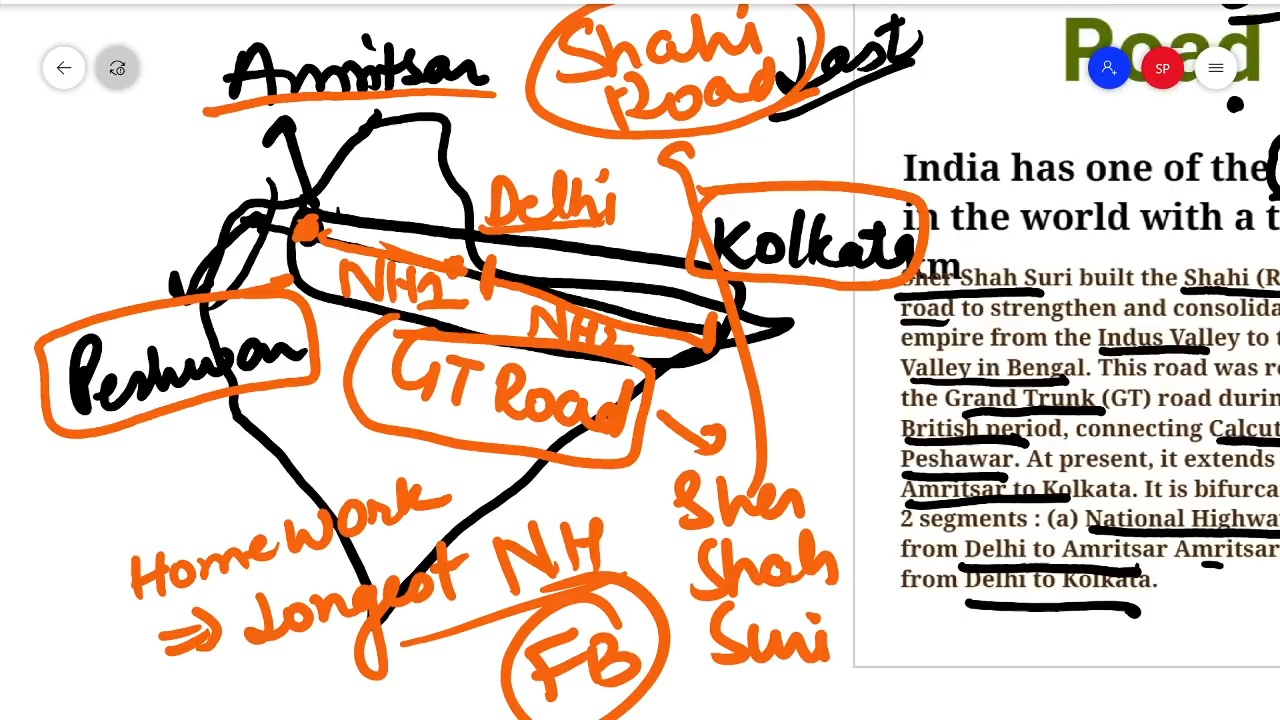 Amritsar
Shahi
Road
Last
Delhi
Kolkata
NH1
NH2
Peshwar
GT Road
Sher
Shah
Suri
Home Work
⇒ Longest NH
FB
Road
SP
India has one of the
in the world with a t
km
Sher Shah Suri built the Shahi (R
road to strengthen and consolida
empire from the Indus Valley to t
Valley in Bengal. This road was re
the Grand Trunk (GT) road durin
British period, connecting Calcut
Peshawar. At present, it extends
Amritsar to Kolkata. It is bifurca
2 segments : (a) National Highwa
from Delhi to Amritsar Amritsar
from Delhi to Kolkata.